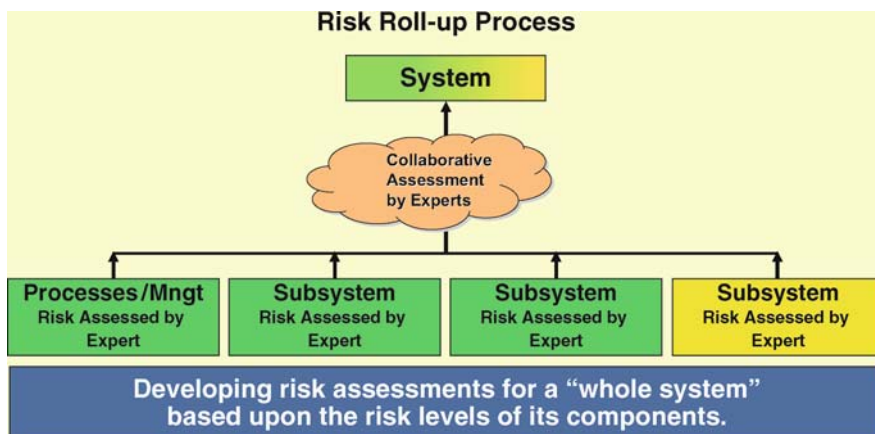 Risk Roll-up Process
System
Collaborative
Assessment
by Experts
Processes/Mngt
Risk Assessed by
Expert
Subsystem
Risk Assessed by
Expert
Subsystem
Risk Assessed by
Expert
Subsystem
Risk Assessed by
Expert
Developing risk assessments for a “whole system”
based upon the risk levels of its components.